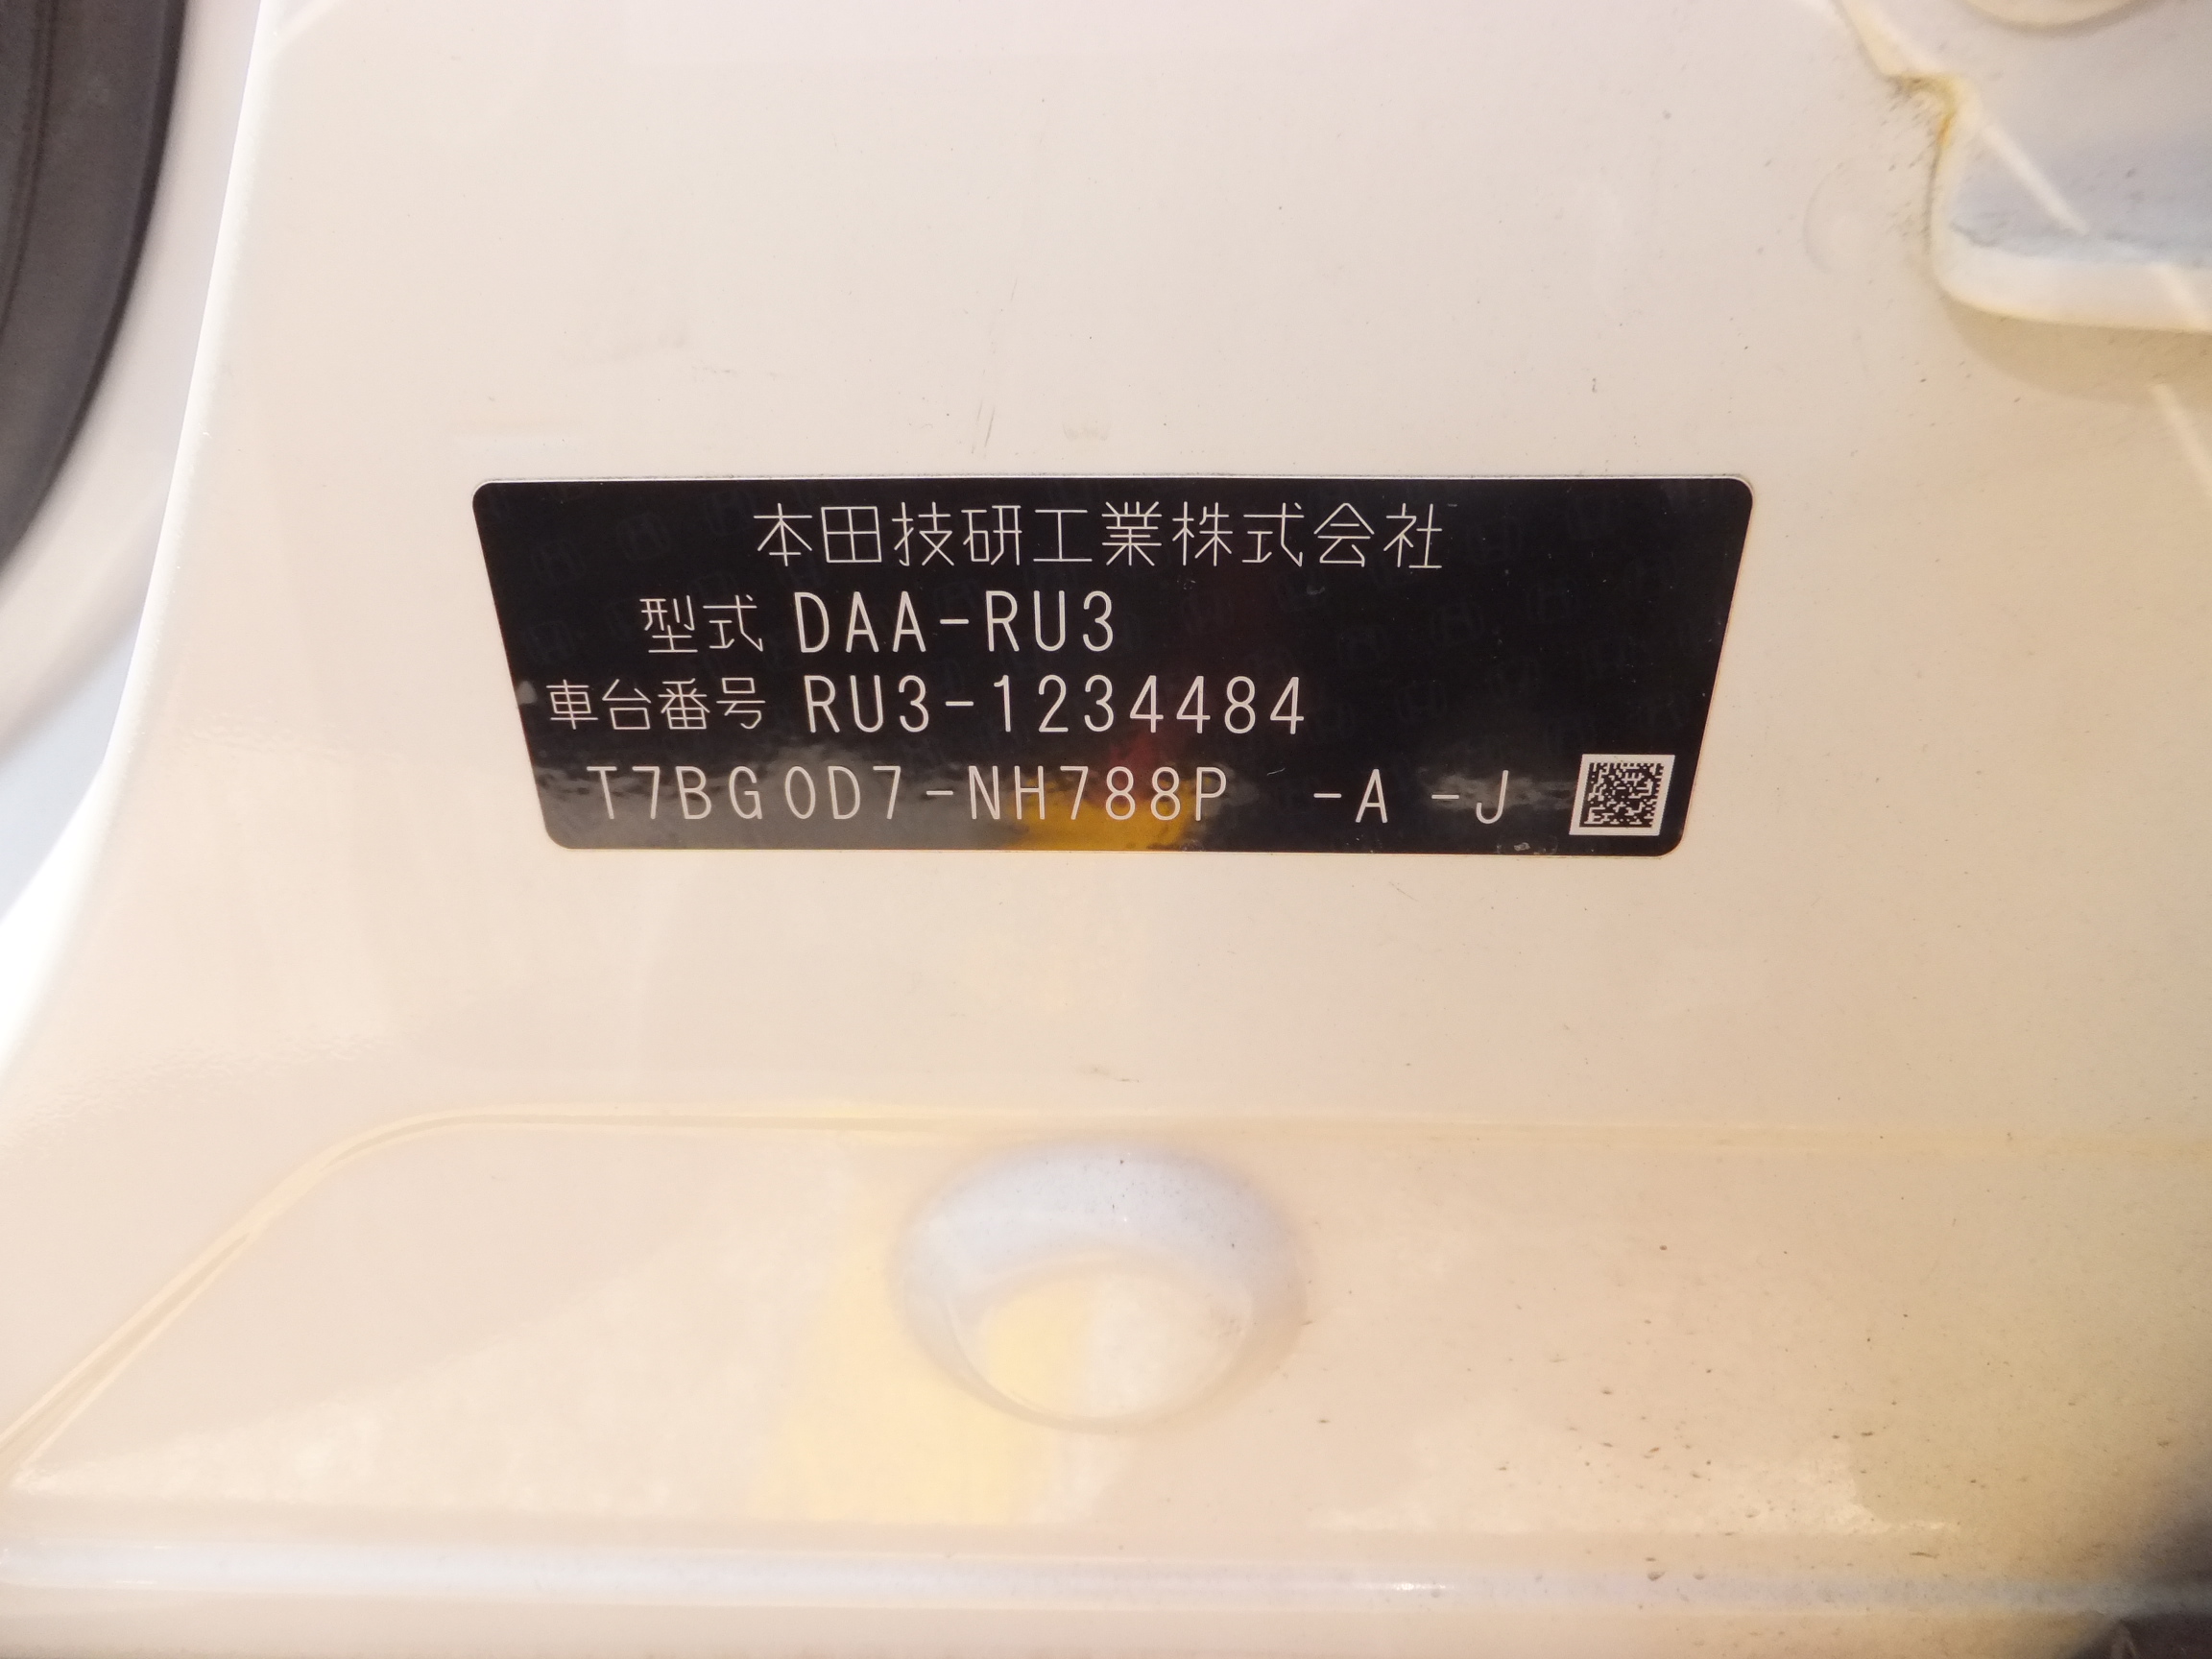 本田技研工業株式会社
型式 DAA-RU3
車台番号 RU3-1234484
T7BG0D7-NH788P -A -J